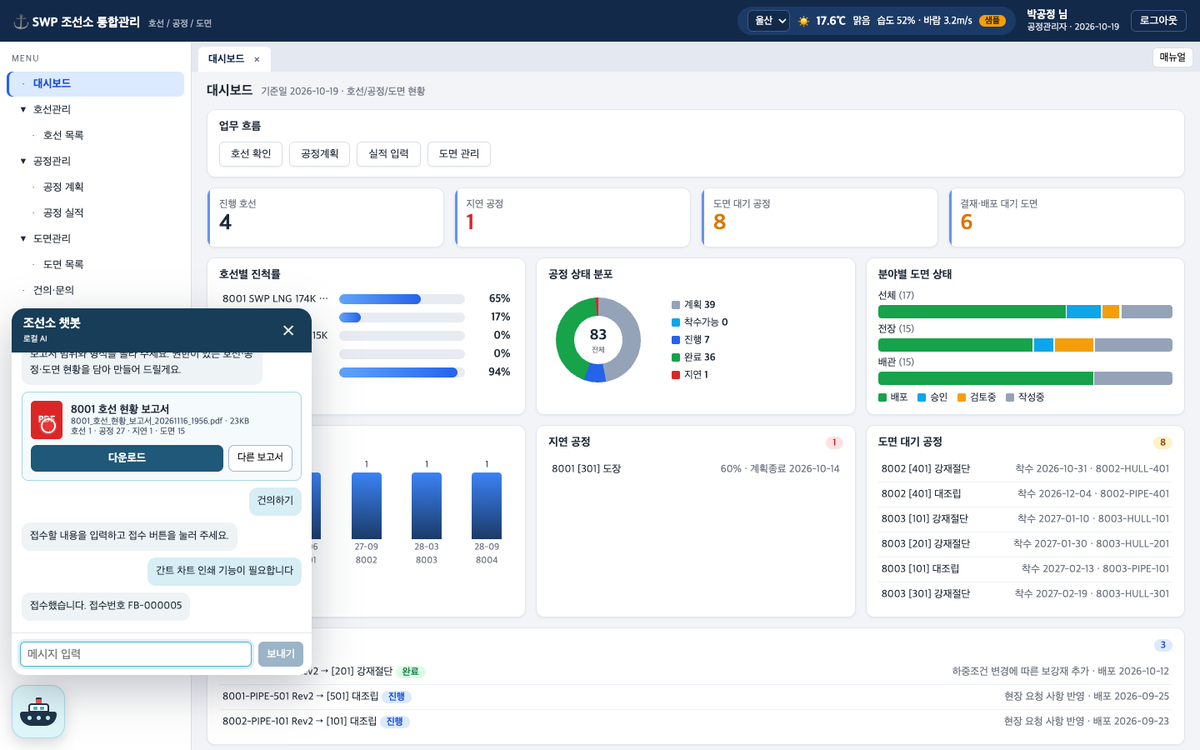 SWP 조선소 통합관리 호선 / 공정 / 도면
울산 17.6℃ 맑음 습도 52% · 바람 3.2m/s 샘플
박공정 님
공정관리자 · 2026-10-19
로그아웃
MENU
· 대시보드
▼ 호선관리
· 호선 목록
▼ 공정관리
· 공정 계획
· 공정 실적
▼ 도면관리
· 도면 목록
· 건의·문의
대시보드 ×
매뉴얼
대시보드 기준일 2026-10-19 · 호선/공정/도면 현황
업무 흐름
호선 확인 공정계획 실적 입력 도면 관리
진행 호선
4
지연 공정
1
도면 대기 공정
8
결재·배포 대기 도면
6
호선별 진척률
8001 SWP LNG 174K ··· 65%
17%
15K 0%
0%
94%
공정 상태 분포
83
전체
계획 39
착수가능 0
진행 7
완료 36
지연 1
분야별 도면 상태
선체 (17)
전장 (15)
배관 (15)
배포 승인 검토중 작성중
1 1 1
27-09 28-03 28-09
8002 8003 8004
지연 공정 1
8001 [301] 도장 60% · 계획종료 2026-10-14
도면 대기 공정 8
8002 [401] 강재절단 착수 2026-10-31 · 8002-HULL-401
8002 [401] 대조립 착수 2026-12-04 · 8002-PIPE-401
8003 [101] 강재절단 착수 2027-01-10 · 8003-HULL-101
8003 [201] 강재절단 착수 2027-01-30 · 8003-HULL-201
8003 [101] 대조립 착수 2027-02-13 · 8003-PIPE-101
8003 [301] 강재절단 착수 2027-02-19 · 8003-HULL-301
3
v2 → [201] 강재절단 완료 하중조건 변경에 따른 보강재 추가 · 배포 2026-10-12
8001-PIPE-501 Rev2 → [501] 대조립 진행 현장 요청 사항 반영 · 배포 2026-09-25
8002-PIPE-101 Rev2 → [101] 대조립 진행 현장 요청 사항 반영 · 배포 2026-09-23
조선소 챗봇
로컬 AI
보고서 범위와 형식을 골라 주세요. 권한이 있는 호선·공
정·도면 현황을 담아 만들어 드릴게요.
PDF
8001 호선 현황 보고서
8001_호선_현황_보고서_20261116_1956.pdf · 23KB
호선 1 · 공정 27 · 지연 1 · 도면 15
다운로드 다른 보고서
건의하기
접수할 내용을 입력하고 접수 버튼을 눌러 주세요.
간트 차트 인쇄 기능이 필요합니다
접수했습니다. 접수번호 FB-000005
메시지 입력 보내기